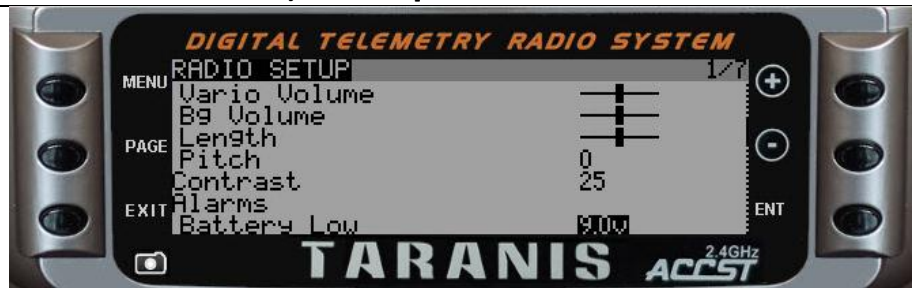 DIGITAL TELEMETRY RADIO SYSTEM
RADIO SETUP 1/7
MENU
Vario Volume
Bg Volume
PAGE
Length
Pitch 0
Contrast 25
EXIT
Alarms
Battery Low 9.0v
+
-
ENT
TARANIS
ACCST 2.4GHz